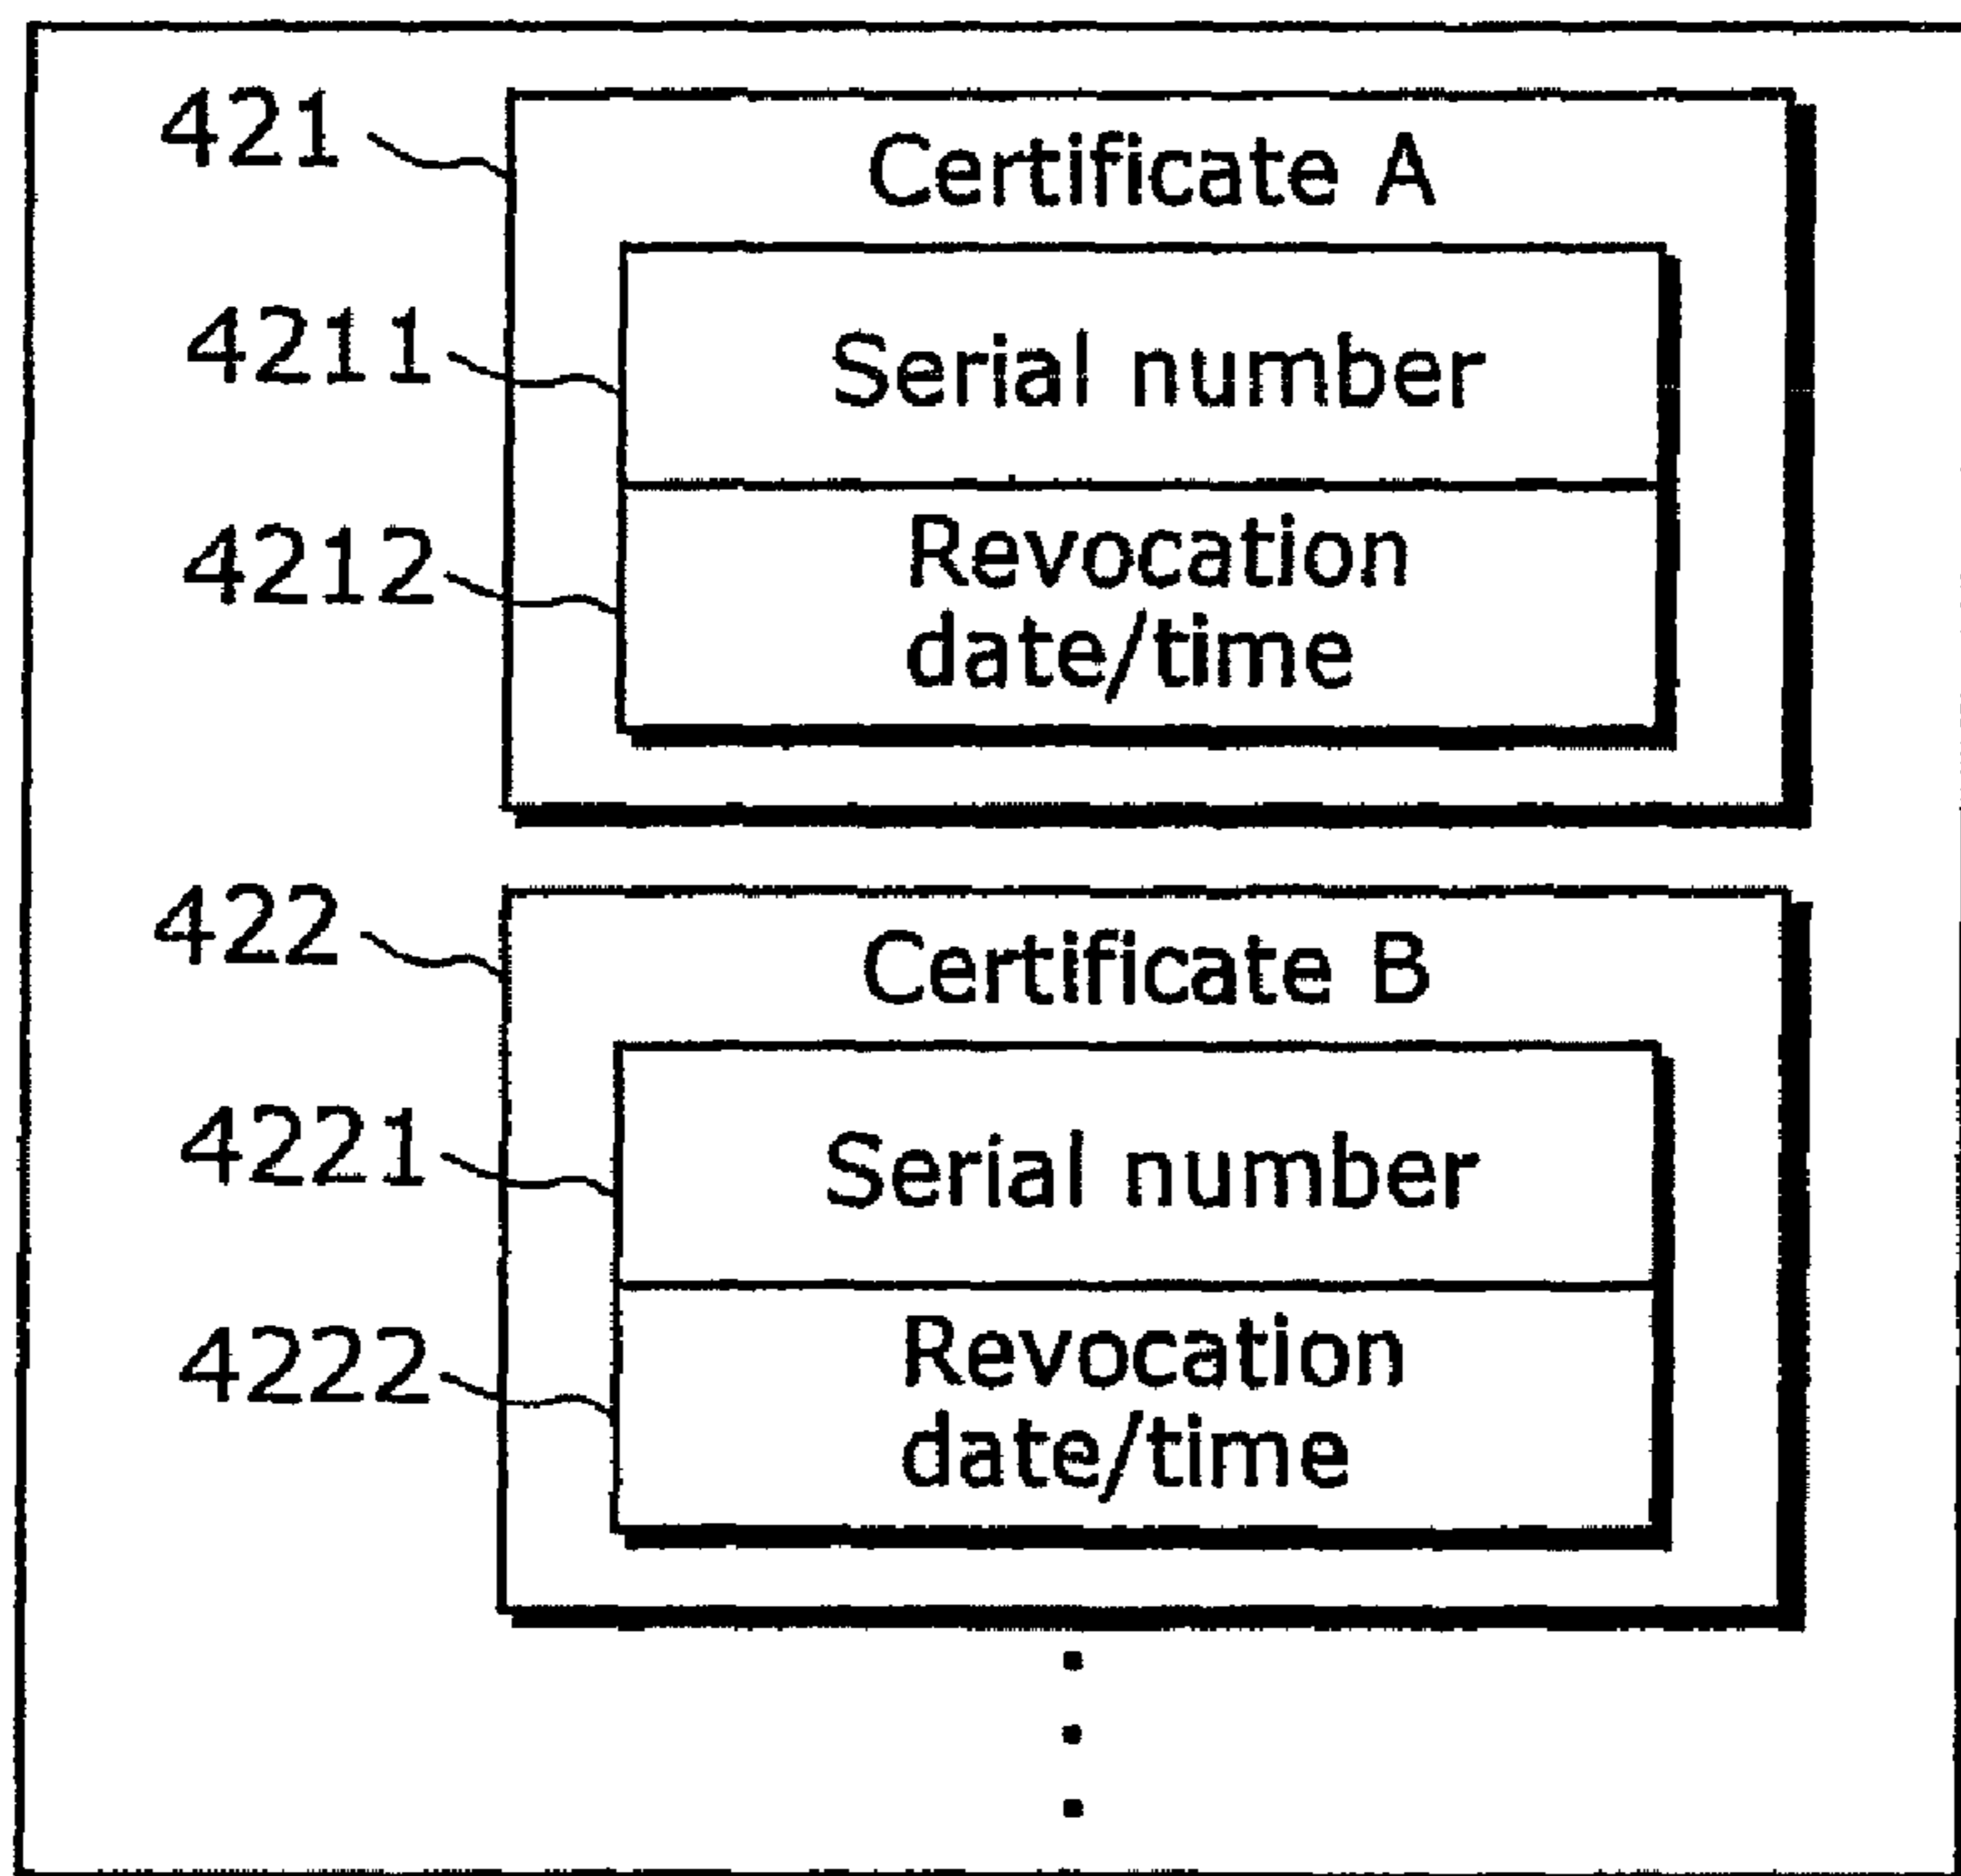 421 Certificate A
4211 Serial number
4212 Revocation
date/time
422 Certificate B
4221 Serial number
4222 Revocation
date/time